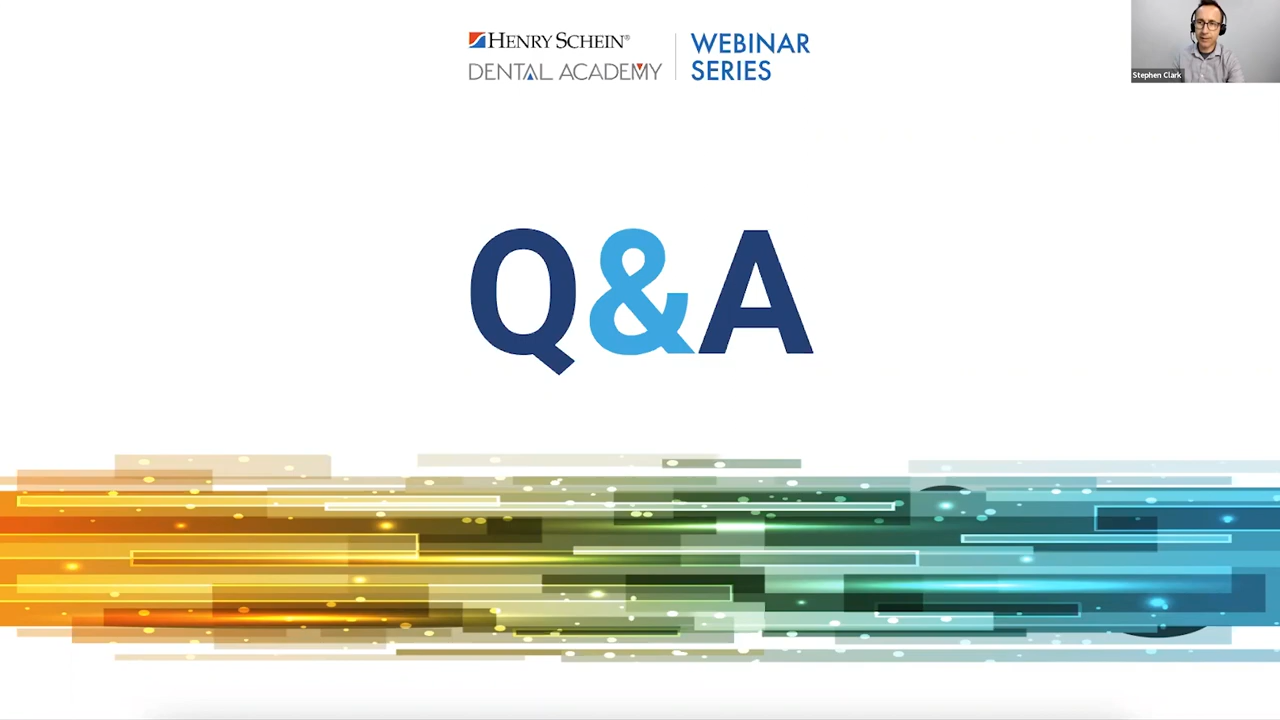 HENRY SCHEIN®
DENTAL ACADEMY
WEBINAR
SERIES
Stephen Clark
Q&A